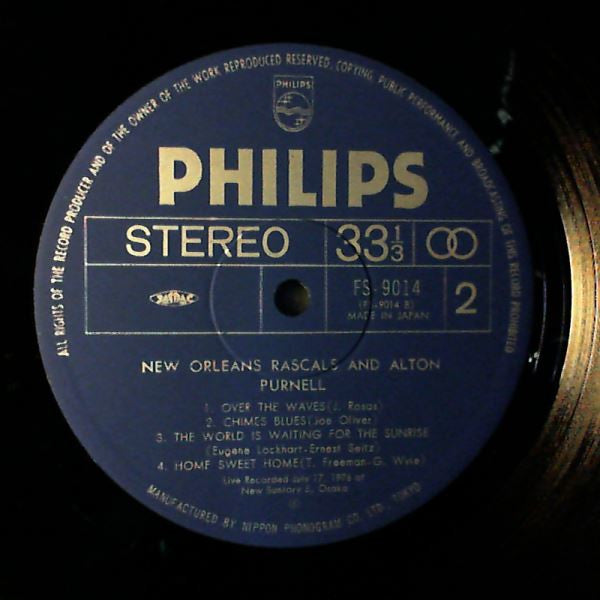 ALL RIGHTS OF THE RECORD PRODUCER AND OF THE OWNER OF THE WORK REPRODUCED RESERVED, COPYING, PUBLIC PERFORMANCE AND BROADCASTING OF THIS RECORD PROHIBITED
PHILIPS
PHILIPS
STEREO 33 1/3
FS-9014
(FS-9014 B)
MADE IN JAPAN
2
NEW ORLEANS RASCALS AND ALTON
PURNELL
1. OVER THE WAVES (J. Rosas)
2. CHIMES BLUES (Joe Oliver)
3. THE WORLD IS WAITING FOR THE SUNRISE
(Eugene Lockhart-Ernest Seitz)
4. HOME SWEET HOME (T. Freeman-G. Wyle)
Live Recorded July 17, 1976 at
New Suntory 5, Osaka
Ⓟ
MANUFACTURED BY NIPPON PHONOGRAM CO. LTD., TOKYO